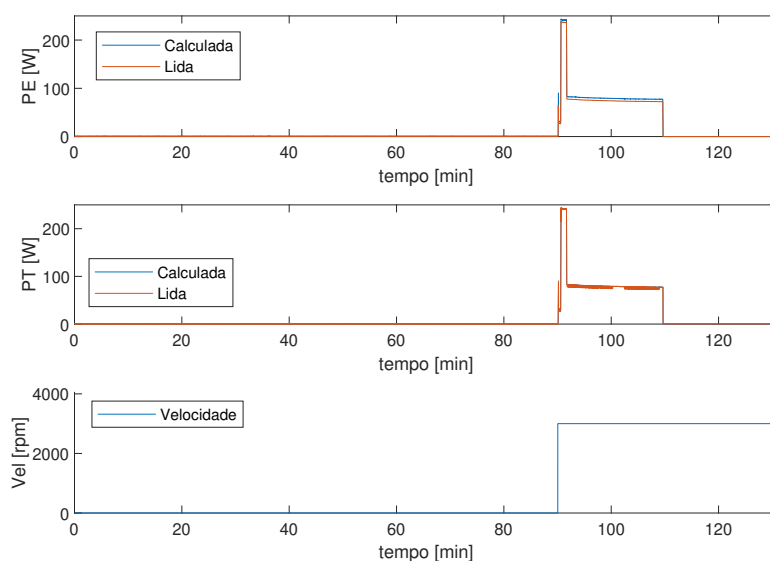 PE [W]
200
100
0
Calculada
Lida
0 20 40 60 80 100 120
tempo [min]
PT [W]
200
100
0
Calculada
Lida
0 20 40 60 80 100 120
tempo [min]
Vel [rpm]
4000
2000
0
Velocidade
0 20 40 60 80 100 120
tempo [min]